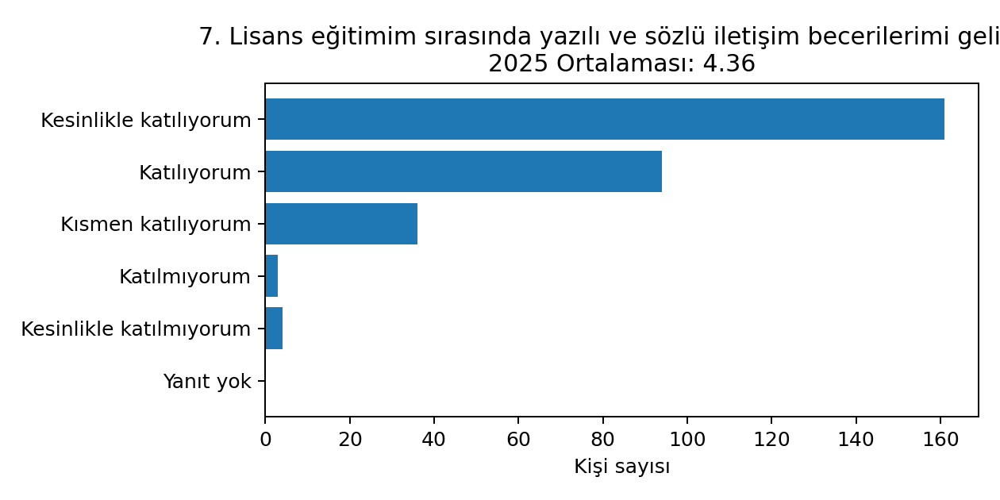 7. Lisans eğitimim sırasında yazılı ve sözlü iletişim becerilerimi geli
2025 Ortalaması: 4.36
Kesinlikle katılıyorum
Katılıyorum
Kısmen katılıyorum
Katılmıyorum
Kesinlikle katılmıyorum
Yanıt yok
0 20 40 60 80 100 120 140 160
Kişi sayısı